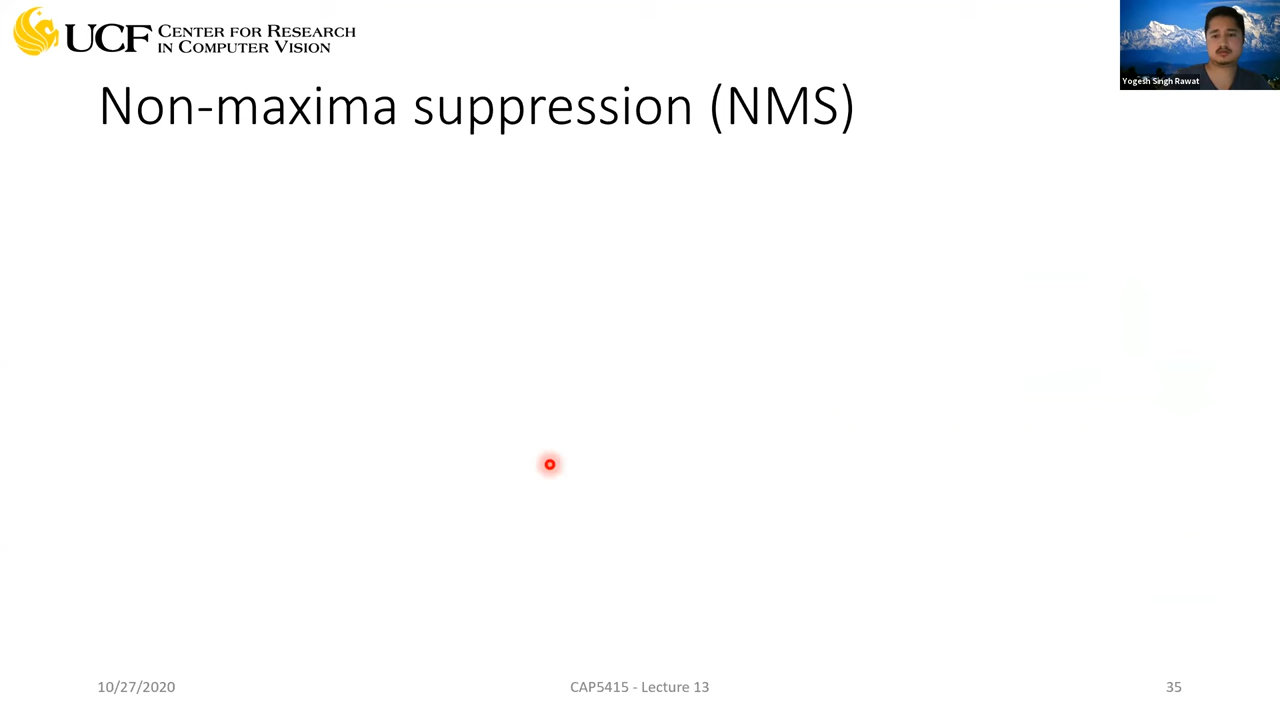 UCF CENTER FOR RESEARCH
IN COMPUTER VISION
Yogesh Singh Rawat
Non-maxima suppression (NMS)
10/27/2020
CAP5415 - Lecture 13
35